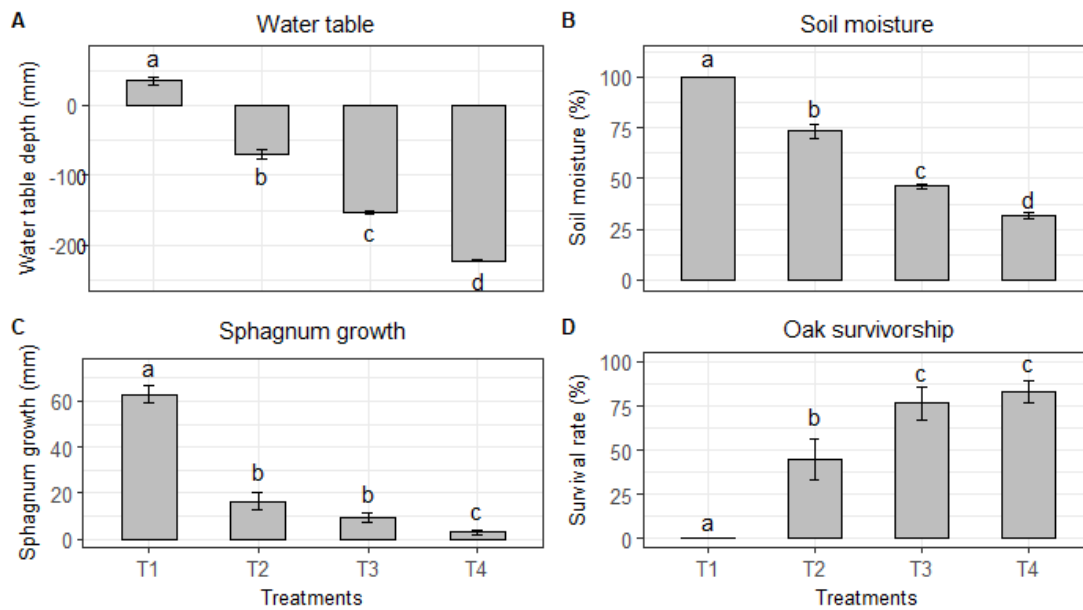 A
Water table
Water table depth (mm)
0
-100
-200
a
b
c
d
B
Soil moisture
Soil moisture (%)
100
75
50
25
0
a
b
c
d
C
Sphagnum growth
Sphagnum growth (mm)
60
40
20
0
a
b
b
c
T1 T2 T3 T4
Treatments
D
Oak survivorship
Survival rate (%)
100
75
50
25
0
a
b
c
c
T1 T2 T3 T4
Treatments